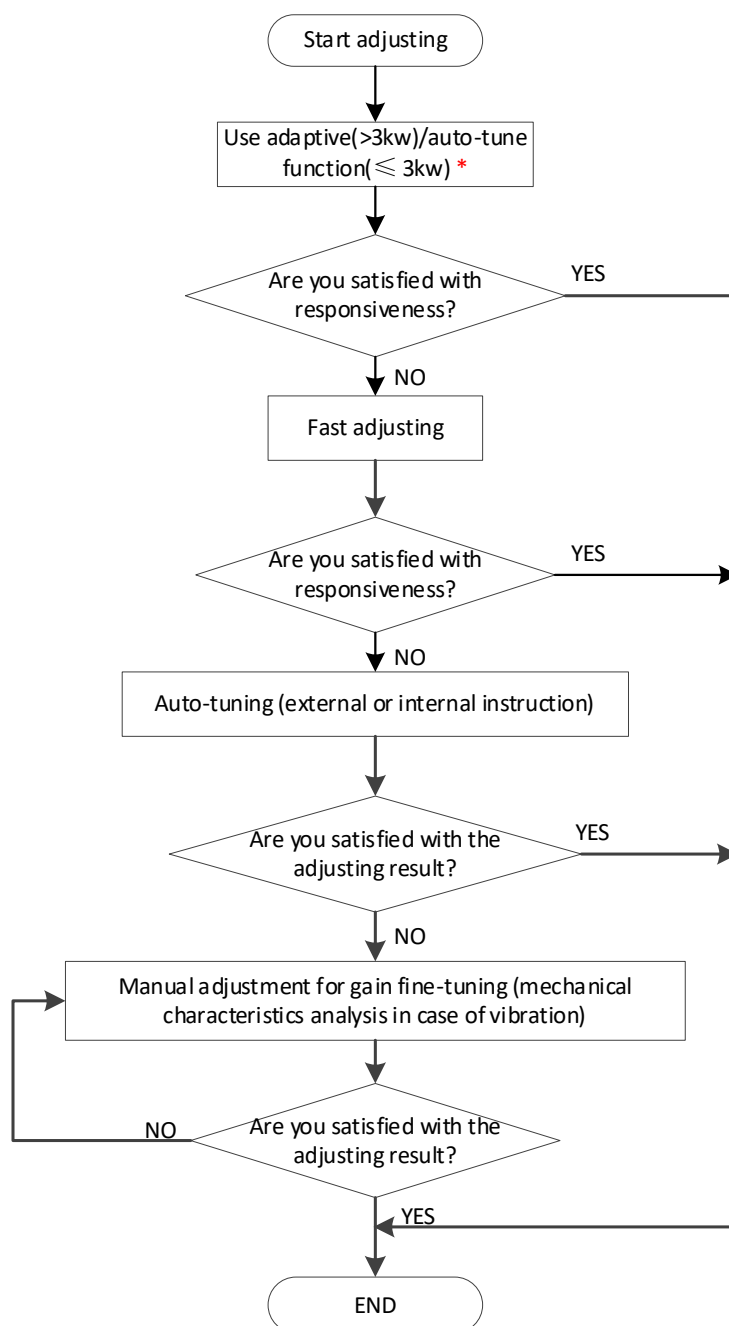 Start adjusting
Use adaptive(>3kw)/auto-tune
function(≤ 3kw) *
Are you satisfied with
responsiveness?
YES
NO
Fast adjusting
Are you satisfied with
responsiveness?
YES
NO
Auto-tuning (external or internal instruction)
Are you satisfied with the
adjusting result?
YES
NO
Manual adjustment for gain fine-tuning (mechanical
characteristics analysis in case of vibration)
Are you satisfied with the
adjusting result?
NO
YES
END